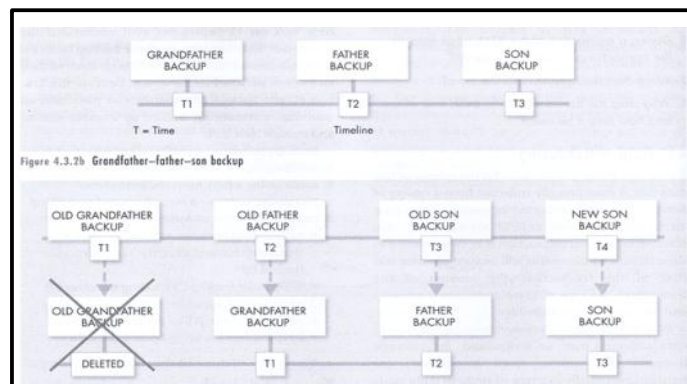 GRANDFATHER BACKUP
FATHER BACKUP
SON BACKUP
T1 T2 T3
T = Time Timeline
Figure 4.3.2b Grandfather–father–son backup
OLD GRANDFATHER BACKUP
OLD FATHER BACKUP
OLD SON BACKUP
NEW SON BACKUP
T1 T2 T3 T4
OLD GRANDFATHER BACKUP
GRANDFATHER BACKUP
FATHER BACKUP
SON BACKUP
DELETED T1 T2 T3